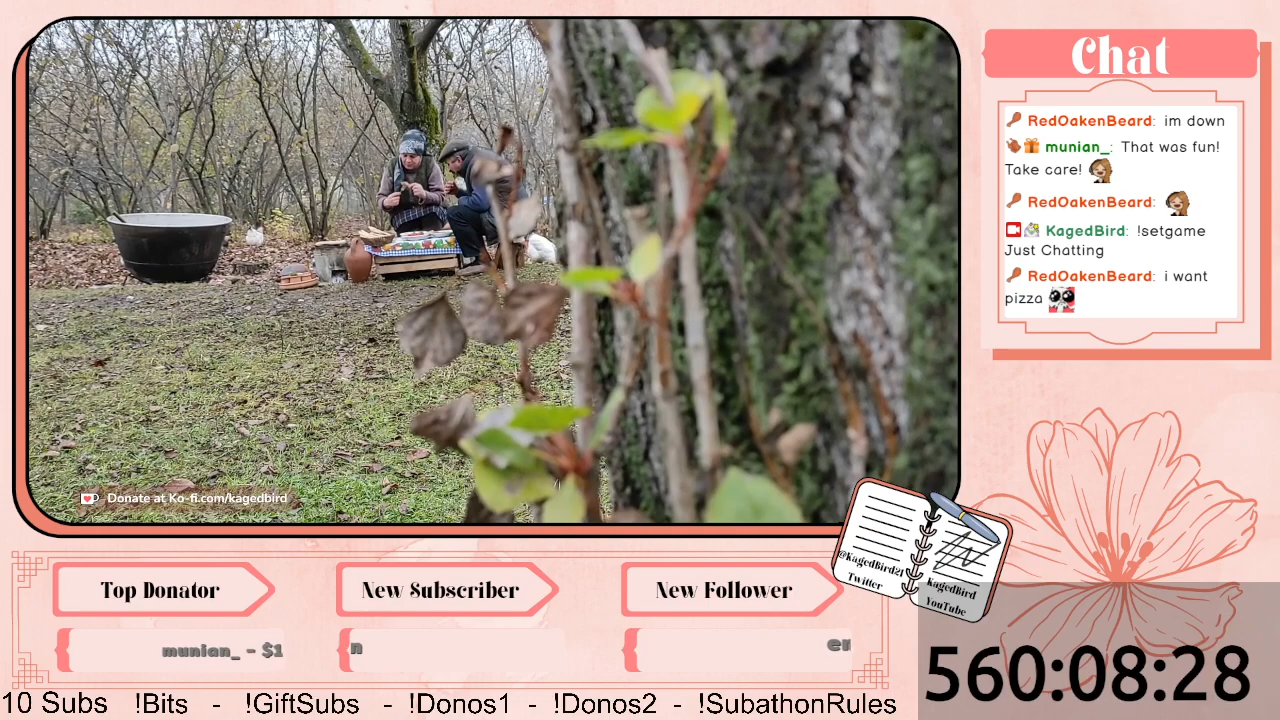 Chat
RedOakenBeard: im down
munian_: That was fun!
Take care!
RedOakenBeard:
KagedBird: !setgame
Just Chatting
RedOakenBeard: i want
pizza
Donate at Ko-fi.com/kagedbird
@KagedBird21
Twitter
KagedBird
YouTube
Top Donator
New Subscriber
New Follower
munian_ - $1
n
560:08:28
10 Subs !Bits - !GiftSubs - !Donos1 - !Donos2 - !SubathonRules